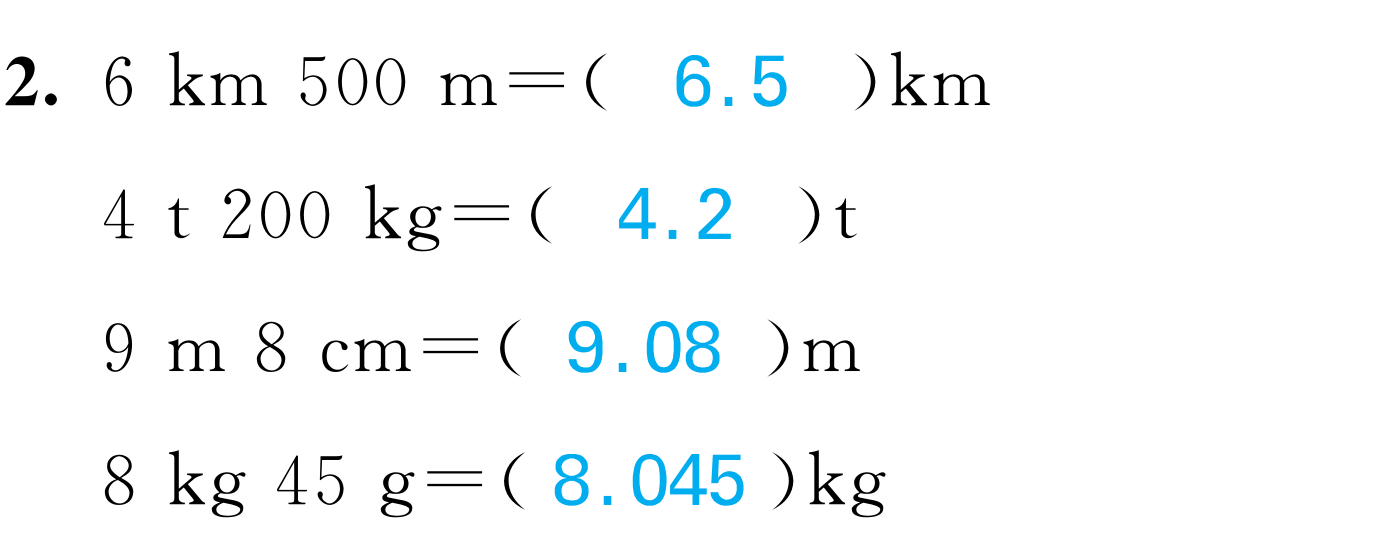 2. 6 km 500 m=( 6.5 )km
4 t 200 kg=( 4.2 )t
9 m 8 cm=( 9.08 )m
8 kg 45 g=( 8.045 )kg